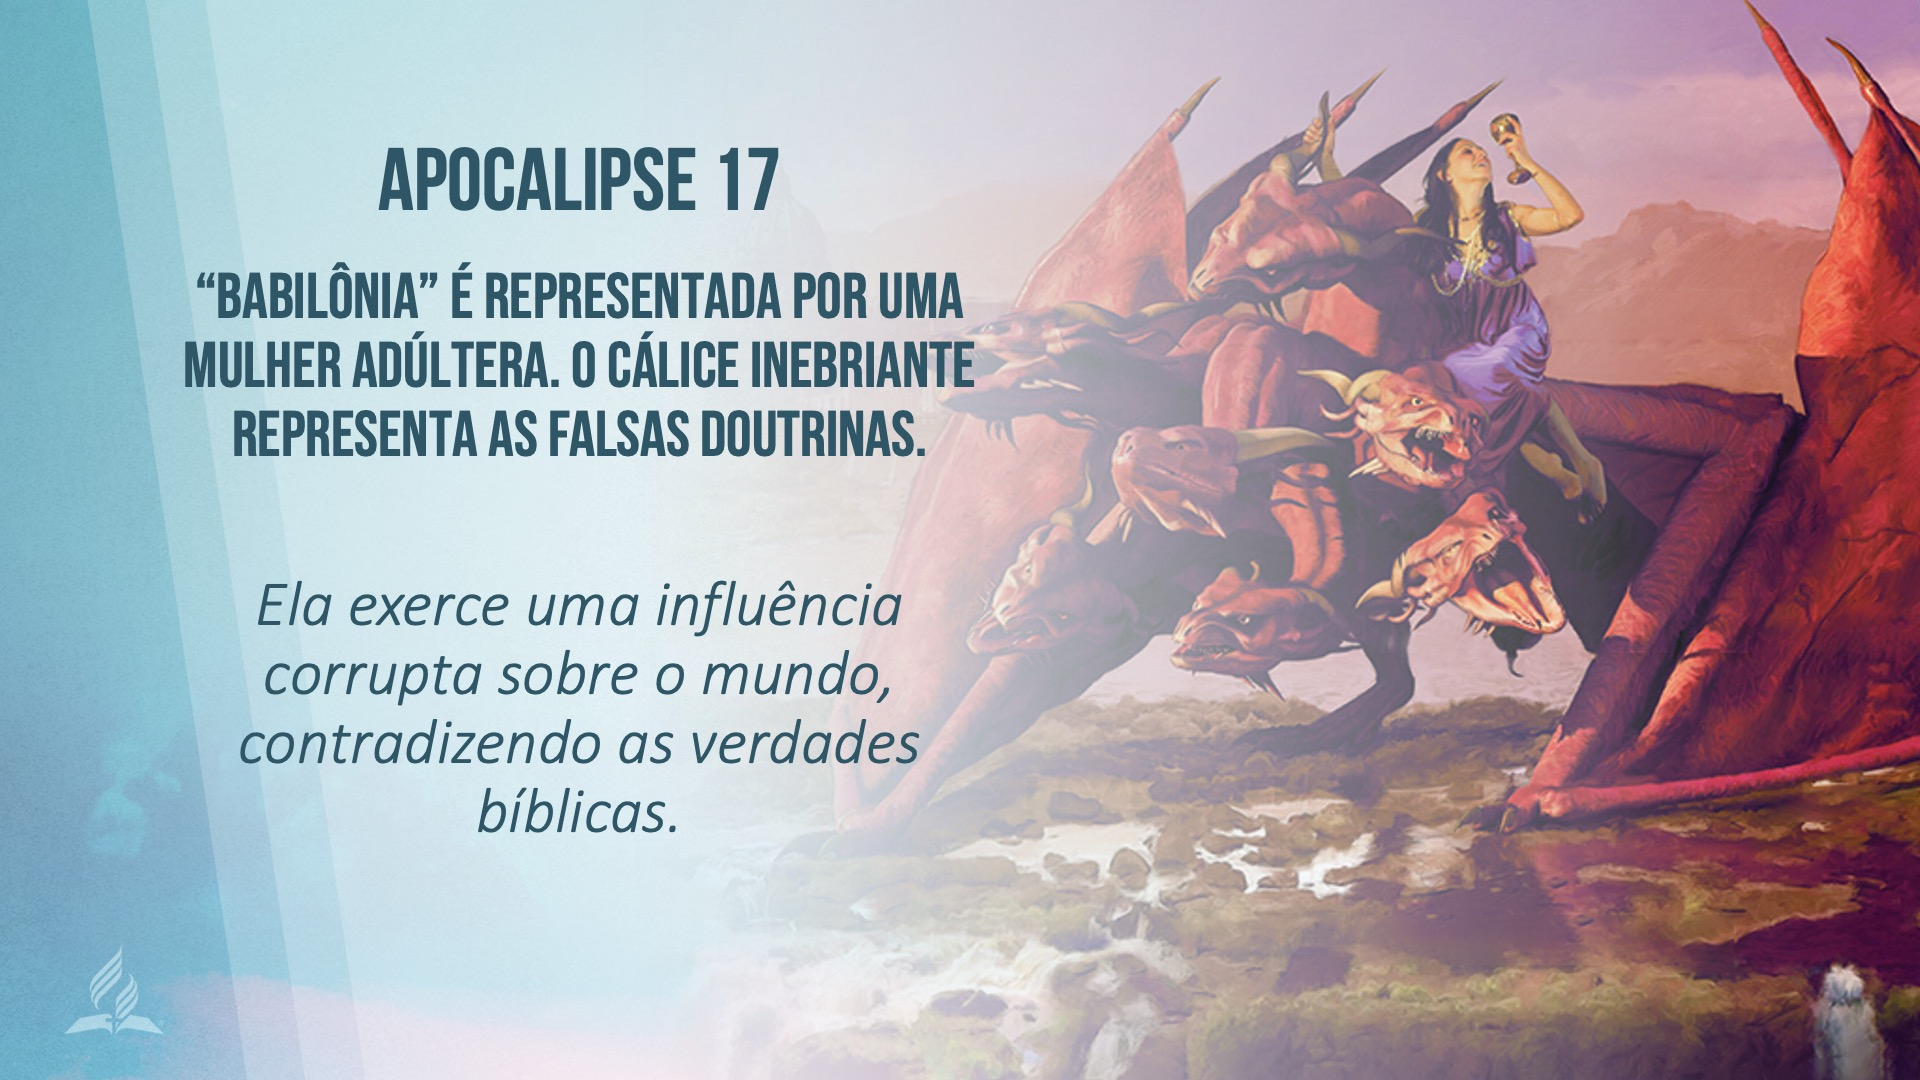 APOCALIPSE 17
“BABILÔNIA” É REPRESENTADA POR UMA
MULHER ADÚLTERA. O CÁLICE INEBRIANTE
REPRESENTA AS FALSAS DOUTRINAS.
Ela exerce uma influência
corrupta sobre o mundo,
contradizendo as verdades
bíblicas.